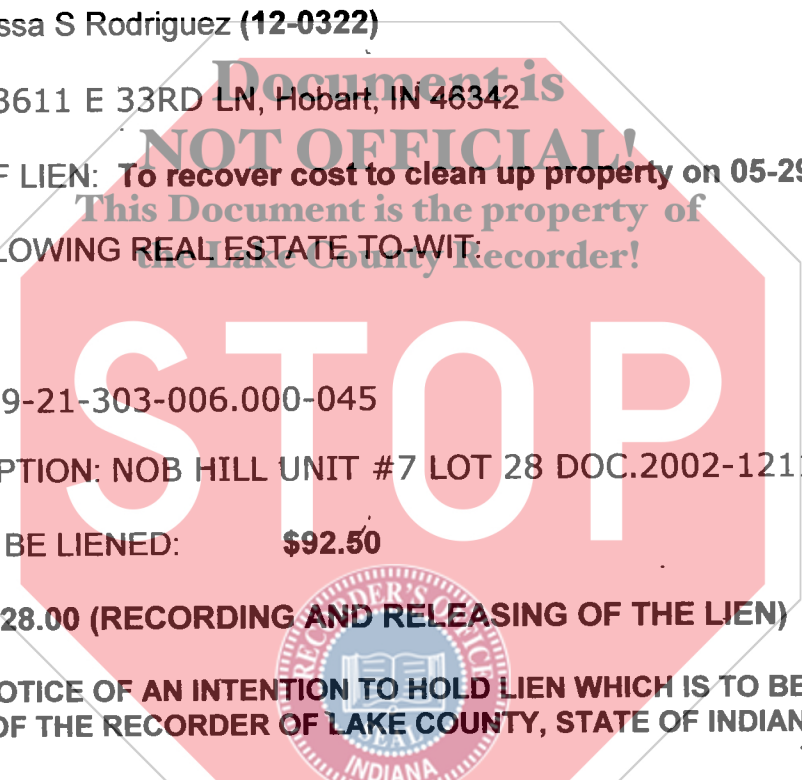 ssa S Rodriguez (12-0322)
Document is
3611 E 33RD LN, Hobart, IN 46342
NOT OFFICIAL!
F LIEN: To recover cost to clean up property on 05-29
This Document is the property of
LOWING REAL ESTATE TO-WIT:
the Lake County Recorder!
STOP
9-21-303-006.000-045
PTION: NOB HILL UNIT #7 LOT 28 DOC.2002-121
BE LIENED: $92.50
28.00 (RECORDING AND RELEASING OF THE LIEN)
RECORDER'S OFFICE
OTICE OF AN INTENTION TO HOLD LIEN WHICH IS TO BE
OF THE RECORDER OF LAKE COUNTY, STATE OF INDIAN
SEAL
INDIANA